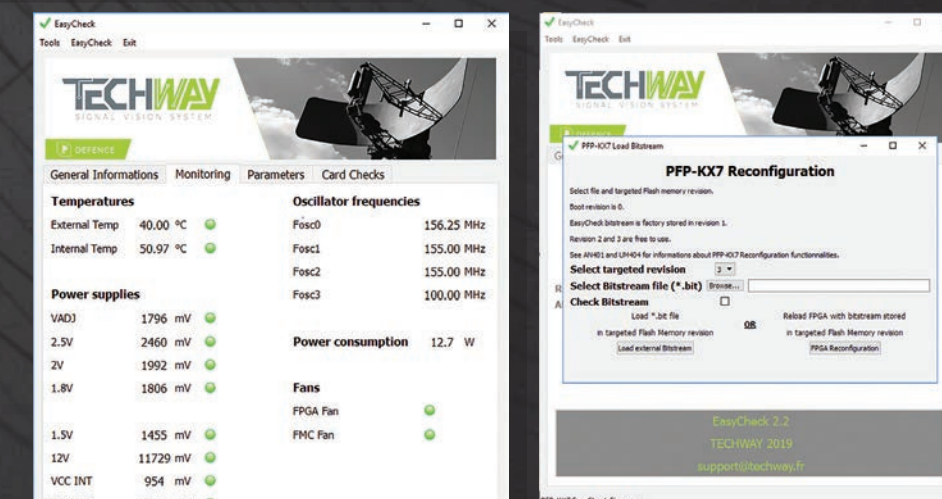 EasyCheck
Tools EasyCheck Exit
TECHWAY
SIGNAL VISION SYSTEM
DEFENCE
General Informations Monitoring Parameters Card Checks
Temperatures
External Temp 40.00 °C
Internal Temp 50.97 °C
Power supplies
VADJ 1796 mV
2.5V 2460 mV
2V 1992 mV
1.8V 1806 mV
1.5V 1455 mV
12V 11729 mV
VCC INT 954 mV
Oscillator frequencies
Fosc0 156.25 MHz
Fosc1 155.00 MHz
Fosc2 155.00 MHz
Fosc3 100.00 MHz
Power consumption 12.7 W
Fans
FPGA Fan
FMC Fan
EasyCheck
Tools EasyCheck Exit
TECHWAY
SIGNAL VISION SYSTEM
DEFENCE
PFP-KX7 Load Bitstream
PFP-KX7 Reconfiguration
Select file and targeted Flash memory revision.
Boot revision is 0.
EasyCheck bitstream is factory stored in revision 1.
Revision 2 and 3 are free to use.
See AN401 and UM404 for informations about PFP-KX7 Reconfiguration functionnalities.
Select targeted revision 3
Select Bitstream file (*.bit) Browse...
Check Bitstream
Load *.bit file
in targeted Flash Memory revision
Load external Bitstream
OR
Reload FPGA with bitstream stored
in targeted Flash Memory revision
FPGA Reconfiguration
EasyCheck 2.2
TECHWAY 2019
support@techway.fr